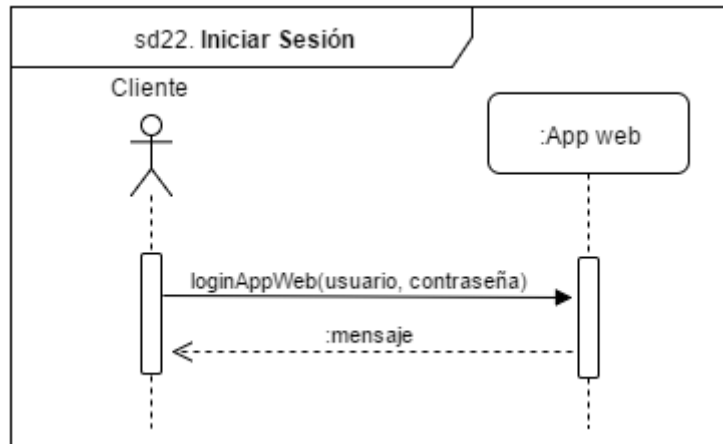 sd22. Iniciar Sesión
Cliente
:App web
loginAppWeb(usuario, contraseña)
:mensaje